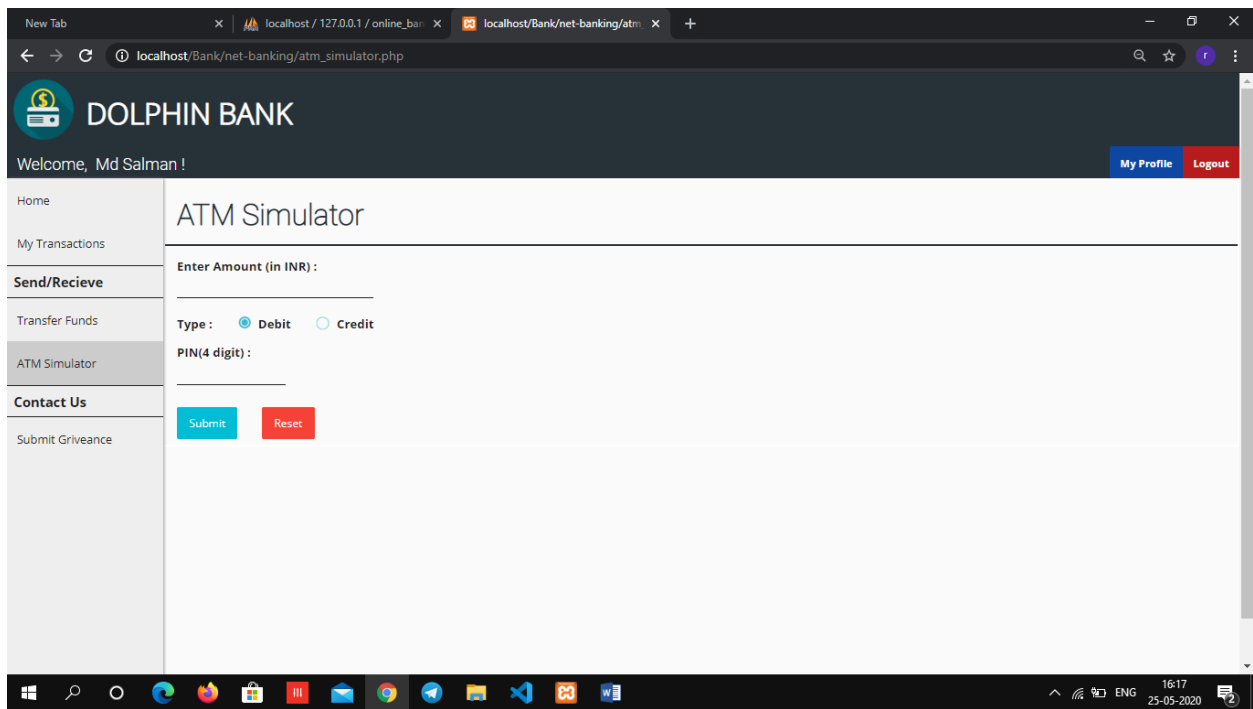 New Tab
localhost / 127.0.0.1 / online_ban
localhost/Bank/net-banking/atm_
localhost/Bank/net-banking/atm_simulator.php
r
DOLPHIN BANK
Welcome, Md Salman !
My Profile
Logout
Home
My Transactions
Send/Recieve
Transfer Funds
ATM Simulator
Contact Us
Submit Griveance
ATM Simulator
Enter Amount (in INR) :
Type : Debit Credit
PIN(4 digit) :
Submit Reset
ENG
16:17
25-05-2020
2